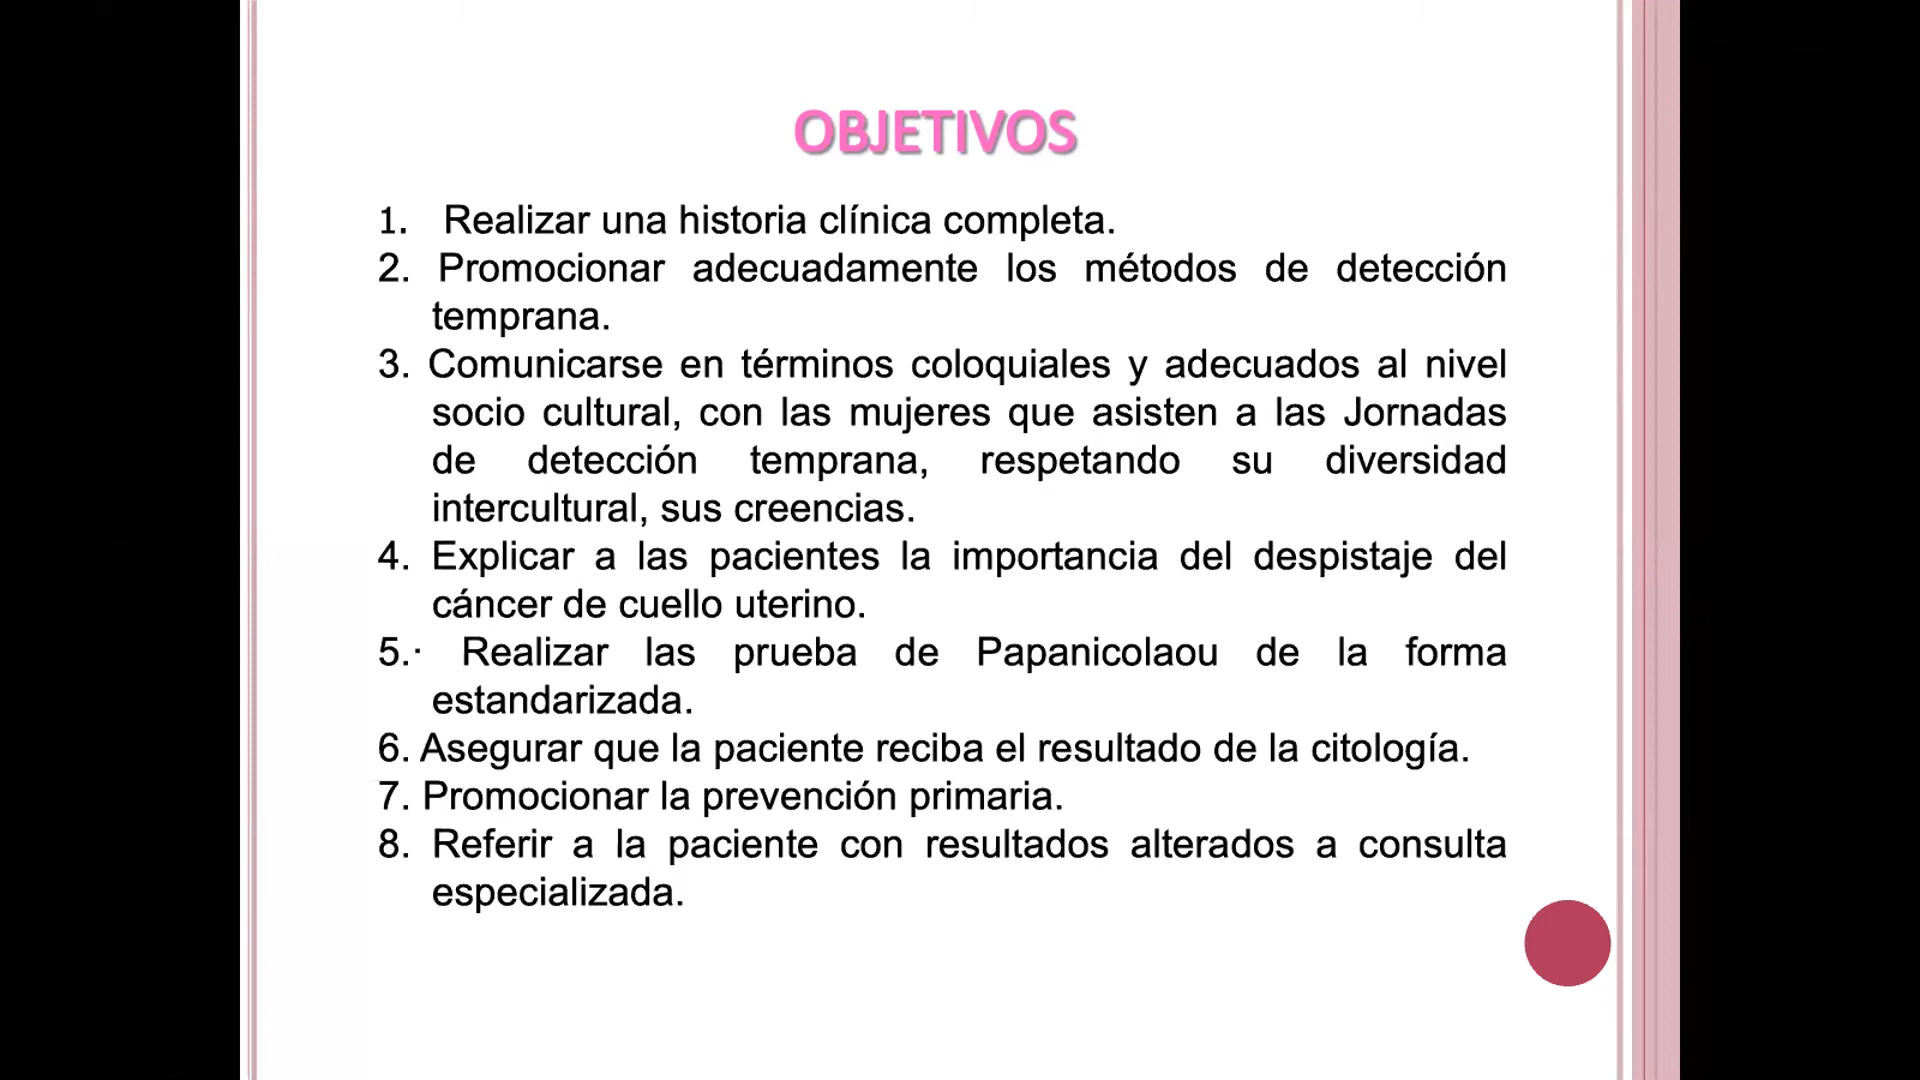 OBJETIVOS
1. Realizar una historia clínica completa.
2. Promocionar adecuadamente los métodos de detección
temprana.
3. Comunicarse en términos coloquiales y adecuados al nivel
socio cultural, con las mujeres que asisten a las Jornadas
de detección temprana, respetando su diversidad
intercultural, sus creencias.
4. Explicar a las pacientes la importancia del despistaje del
cáncer de cuello uterino.
5.· Realizar las prueba de Papanicolaou de la forma
estandarizada.
6. Asegurar que la paciente reciba el resultado de la citología.
7. Promocionar la prevención primaria.
8. Referir a la paciente con resultados alterados a consulta
especializada.